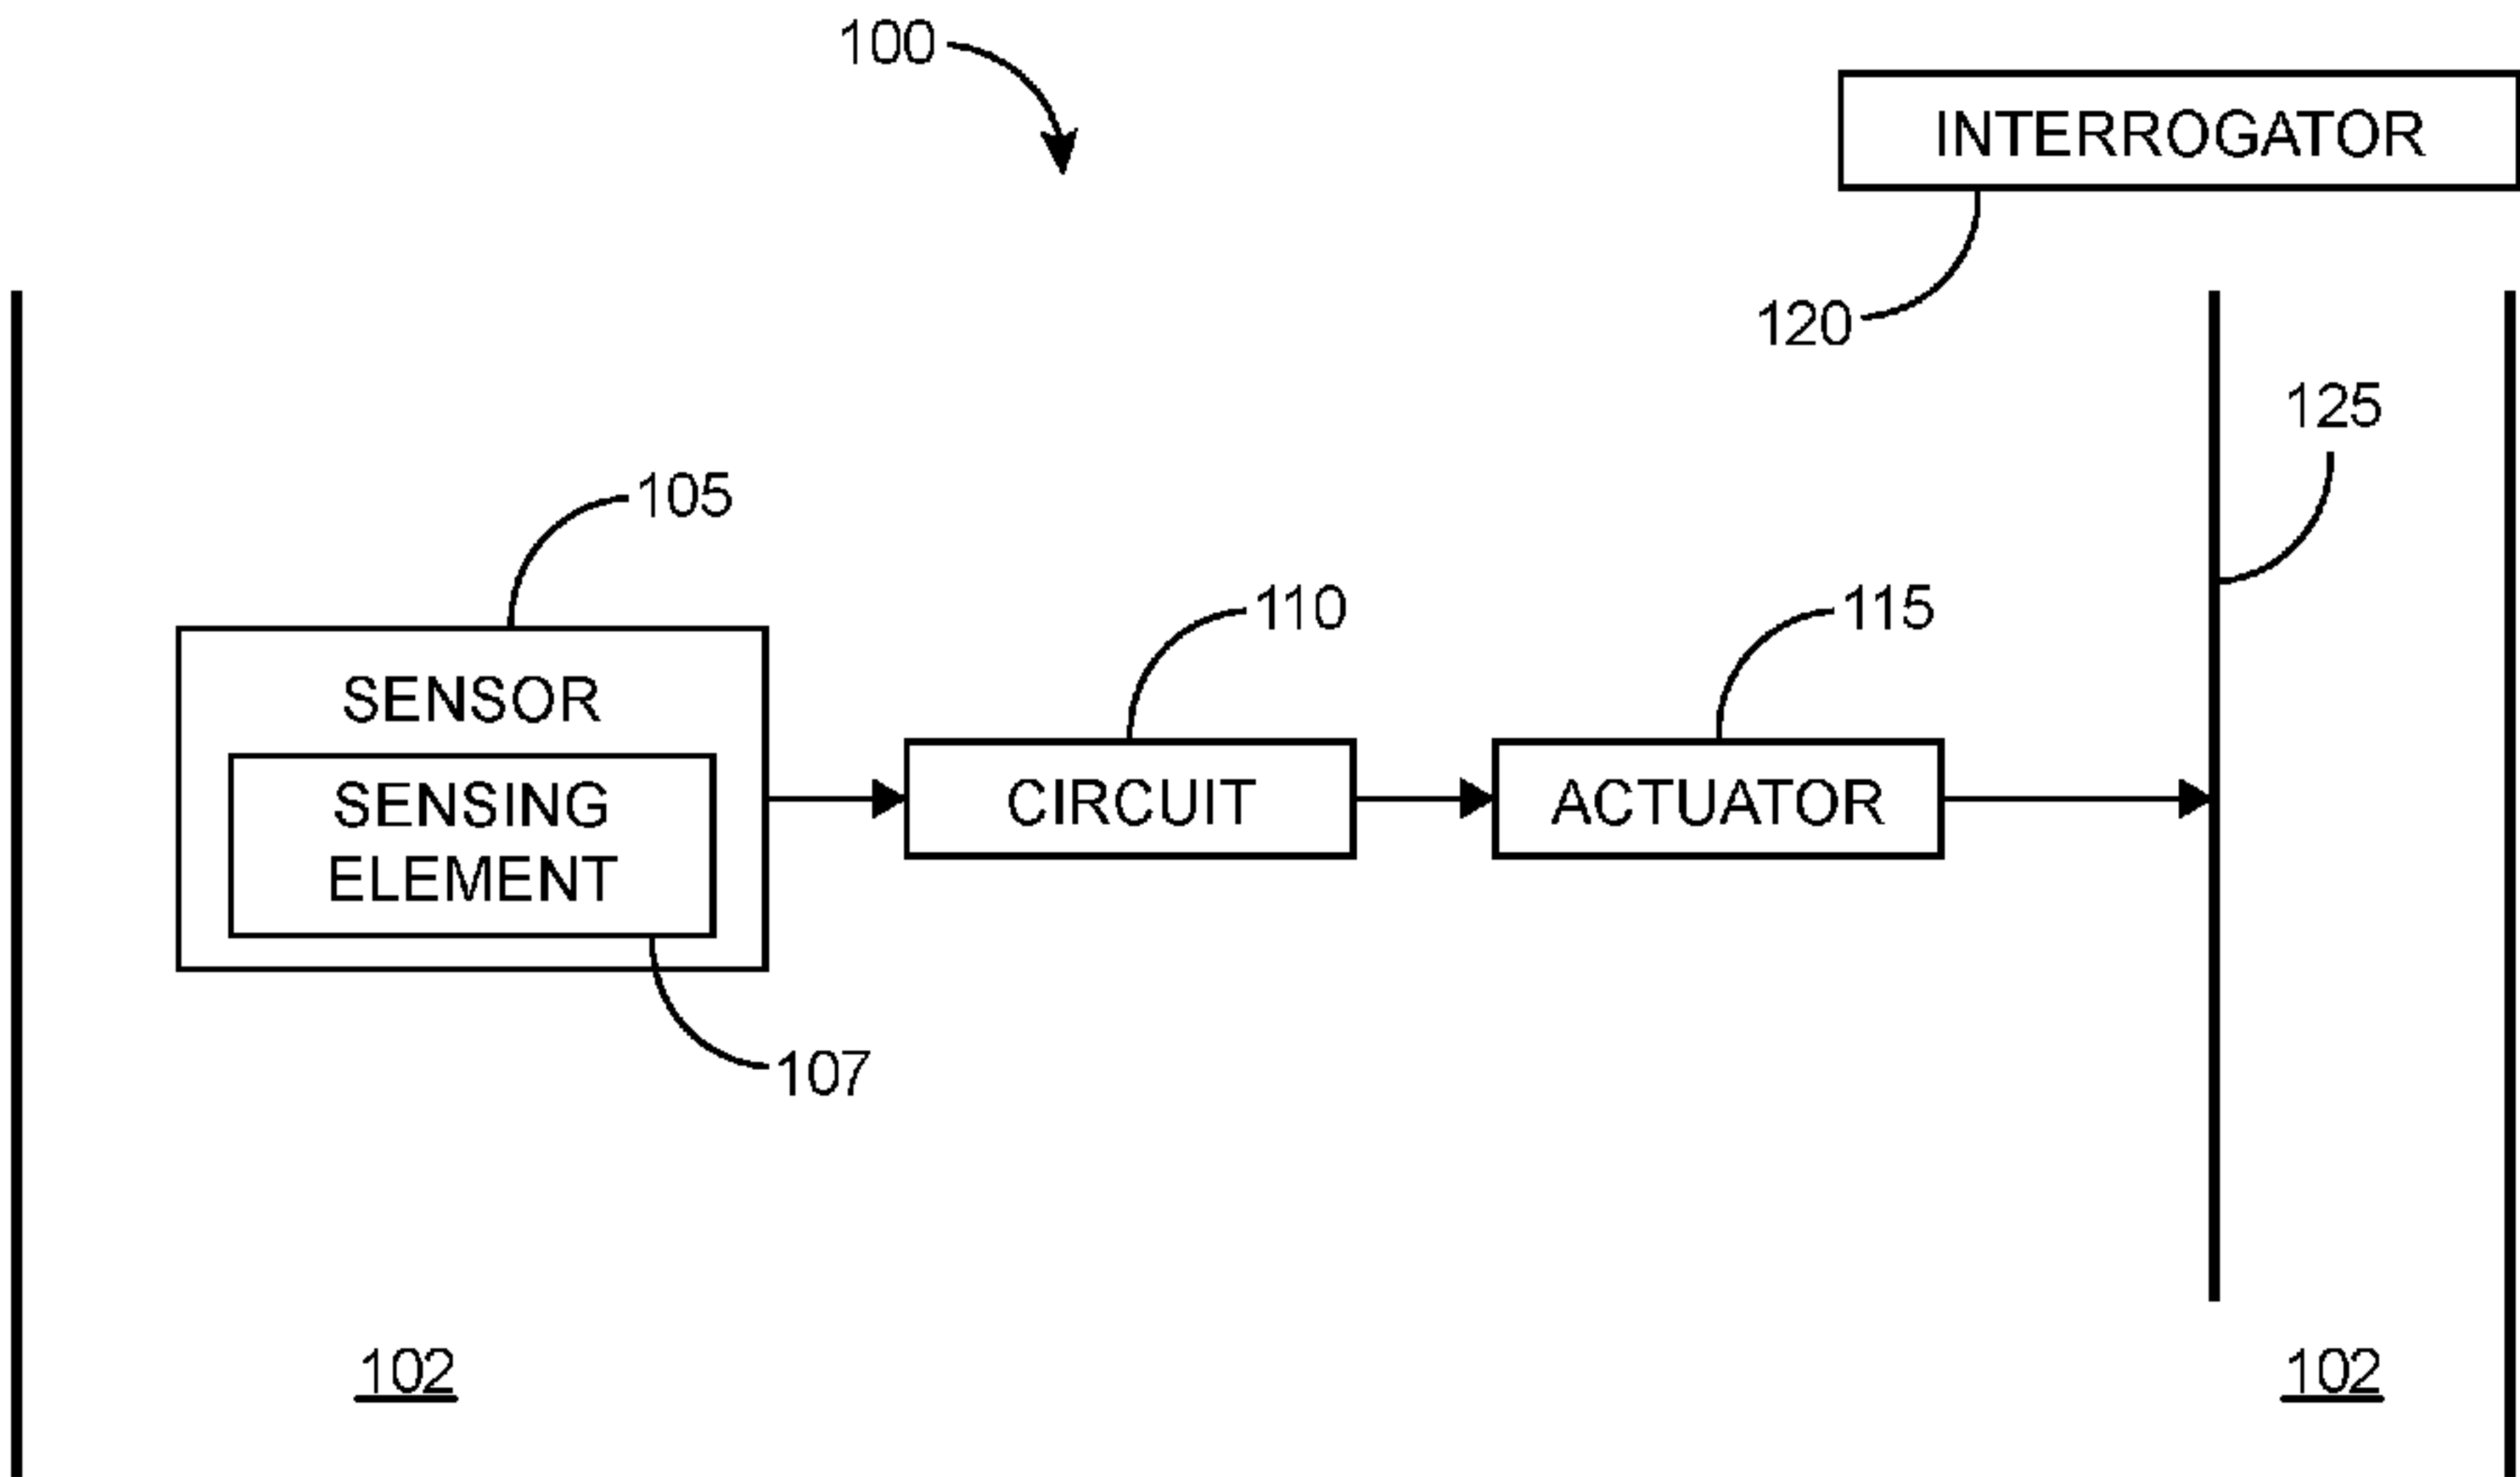 100
INTERROGATOR
120
125
105
110
115
SENSOR
SENSING
ELEMENT
CIRCUIT
ACTUATOR
107
102
102